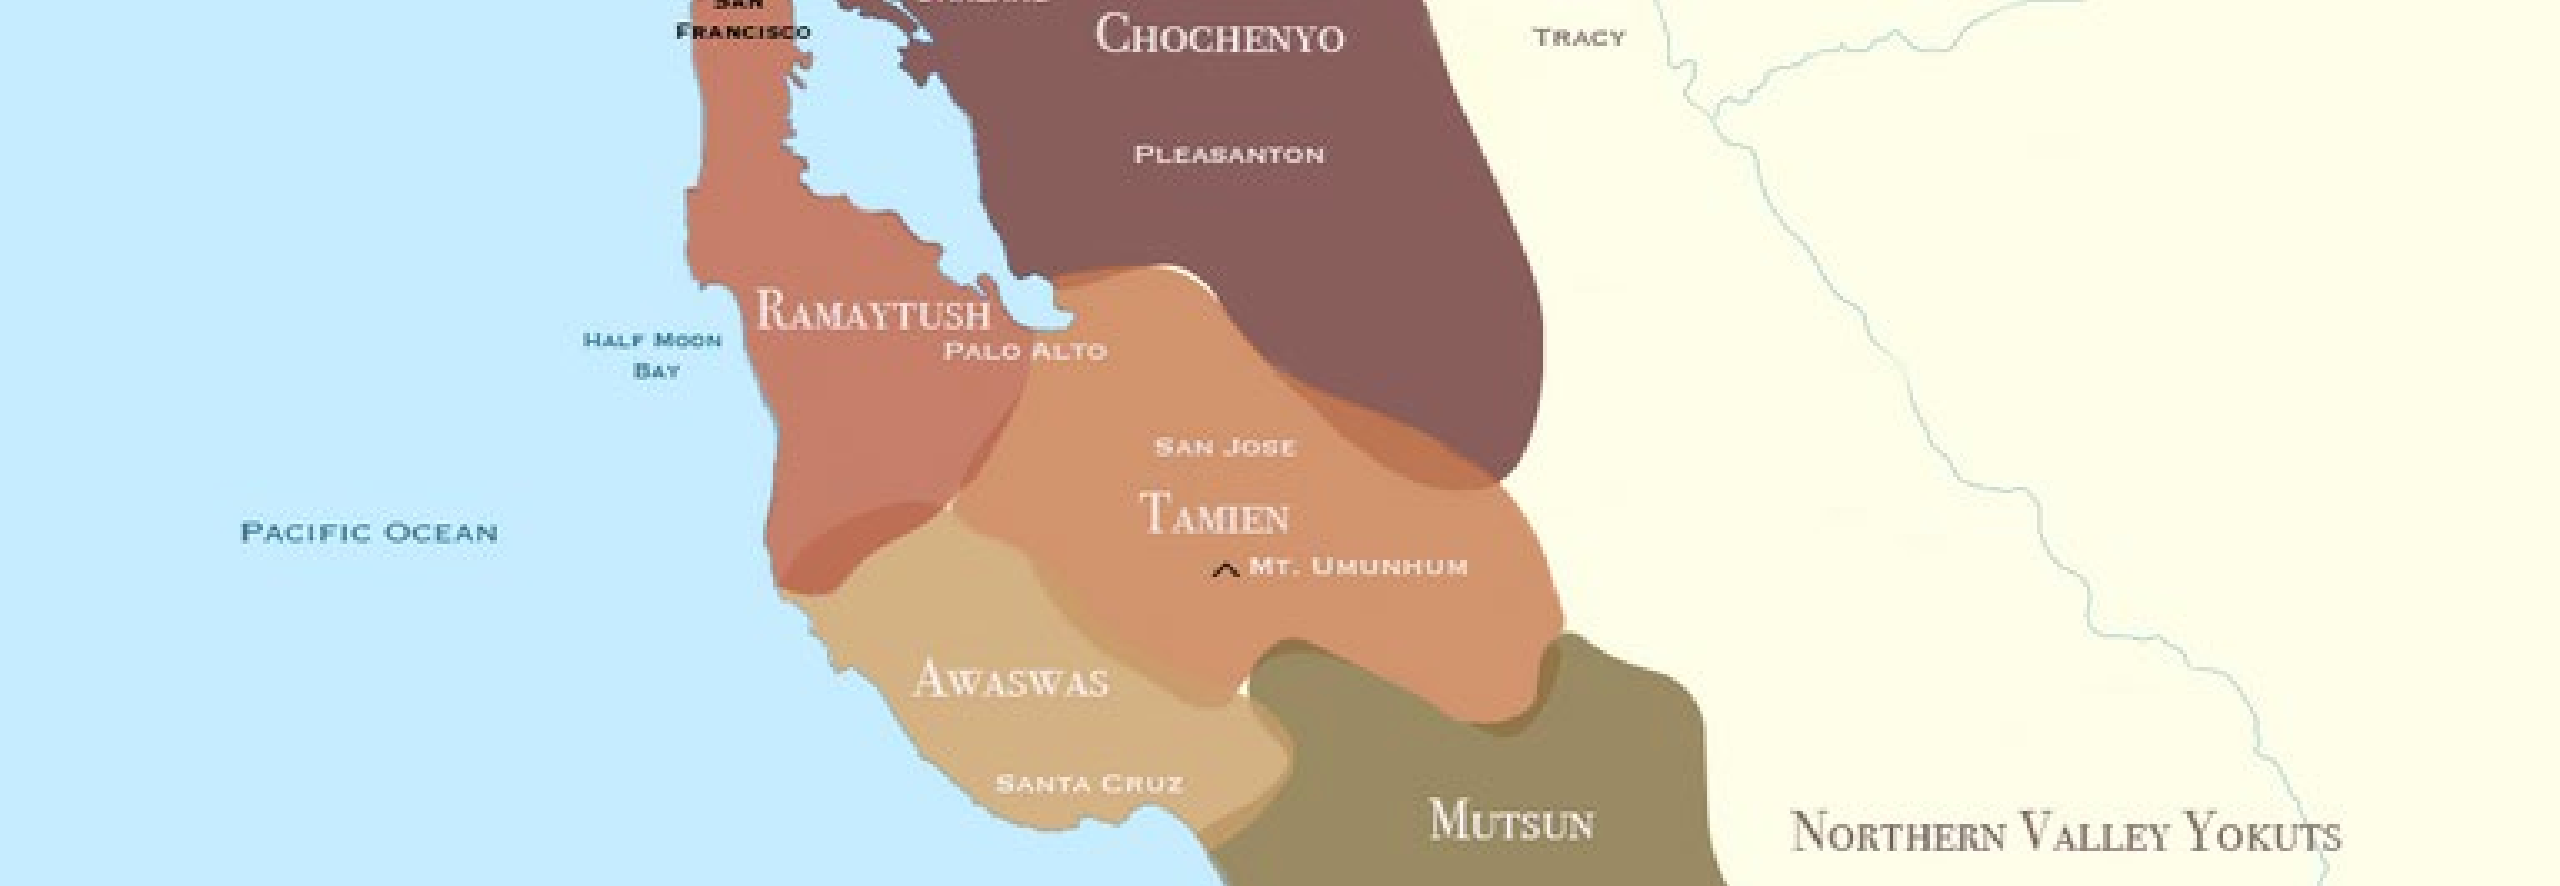 SAN
FRANCISCO
CHOCHENYO
TRACY
PLEASANTON
RAMAYTUSH
HALF MOON
BAY
PALO ALTO
SAN JOSE
TAMIEN
PACIFIC OCEAN
MT. UMUNHUM
AWASWAS
SANTA CRUZ
MUTSUN
NORTHERN VALLEY YOKUTS